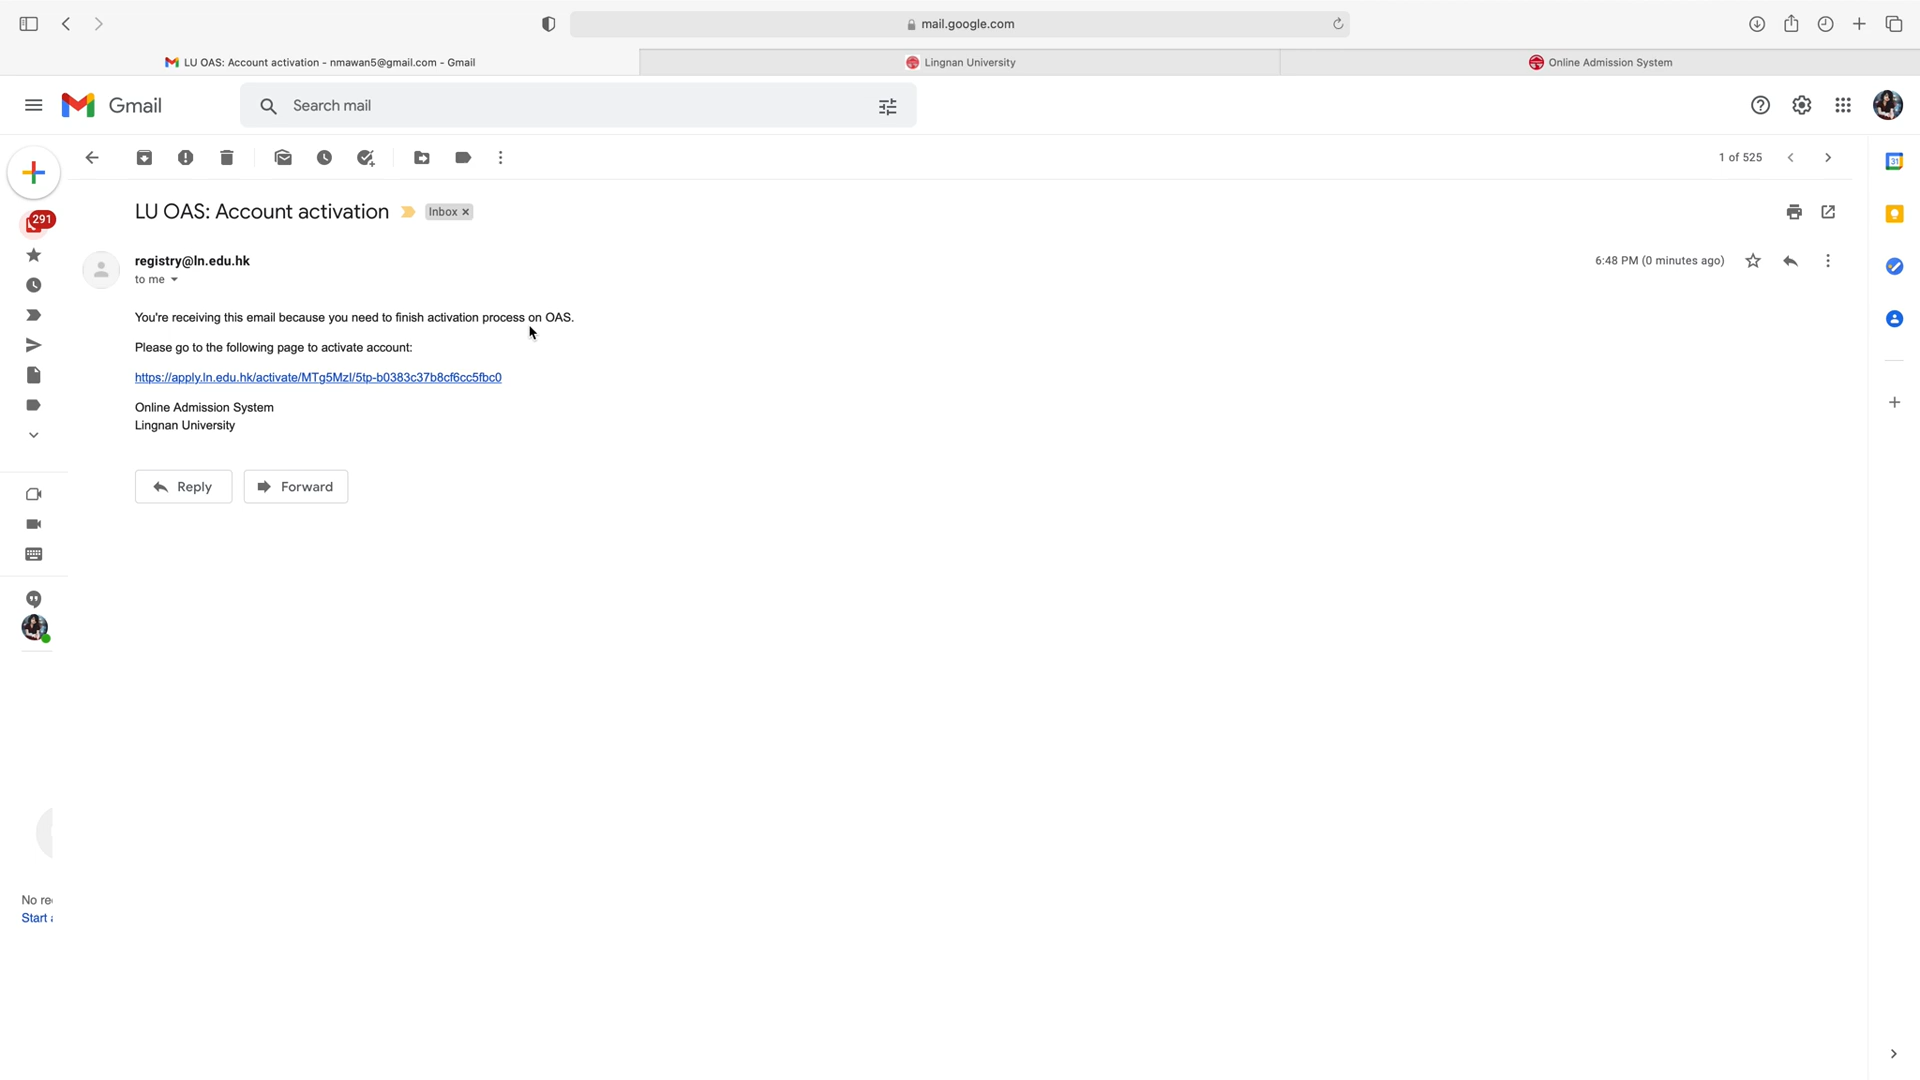 mail.google.com
LU OAS: Account activation - nmawan5@gmail.com - Gmail
Lingnan University
Online Admission System
Gmail
Search mail
1 of 525
LU OAS: Account activation
Inbox ×
291
registry@ln.edu.hk
6:48 PM (0 minutes ago)
to me
You're receiving this email because you need to finish activation process on OAS.
Please go to the following page to activate account:
https://apply.ln.edu.hk/activate/MTg5MzI/5tp-b0383c37b8cf6cc5fbc0
Online Admission System
Lingnan University
Reply
Forward
31
No re
Start